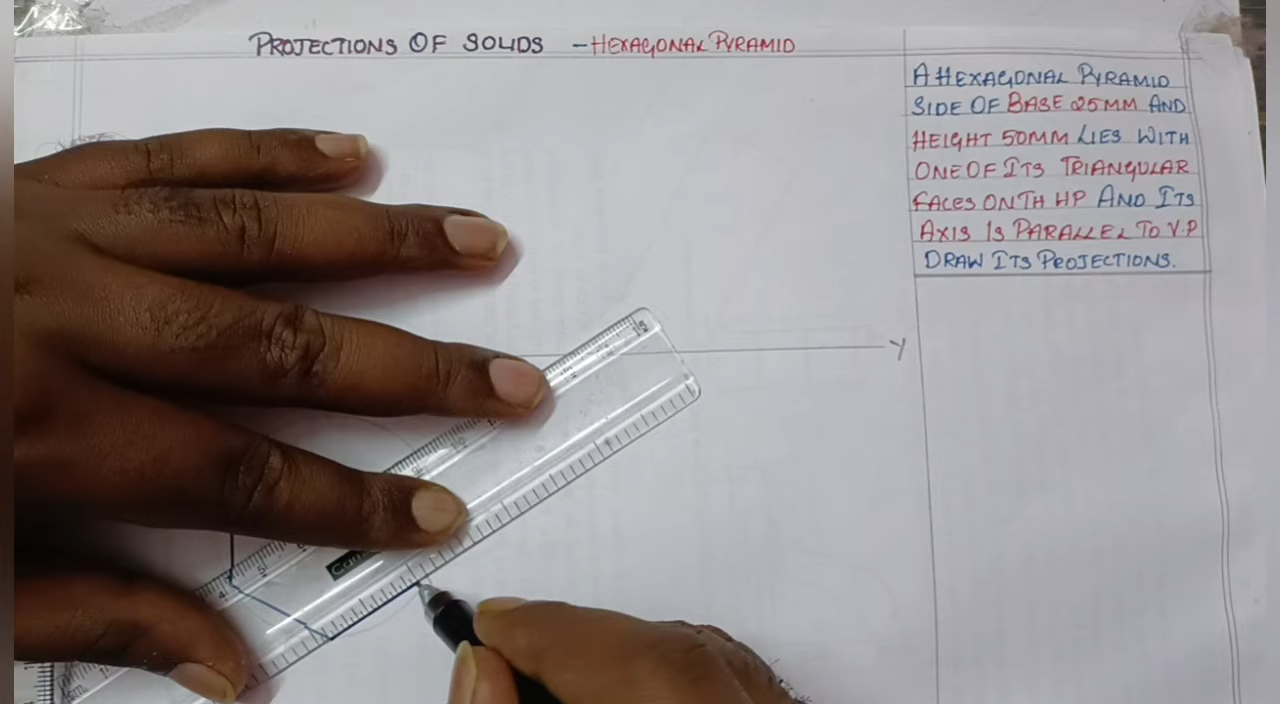 PROJECTIONS OF SOLIDS - HEXAGONAL PYRAMID
A HEXAGONAL PYRAMID
SIDE OF BASE 25MM AND
HEIGHT 50MM LIES WITH
ONE OF ITS TRIANGULAR
FACES ON TH HP AND ITS
AXIS IS PARALLEL TO V.P
DRAW ITS PROJECTIONS.
Y